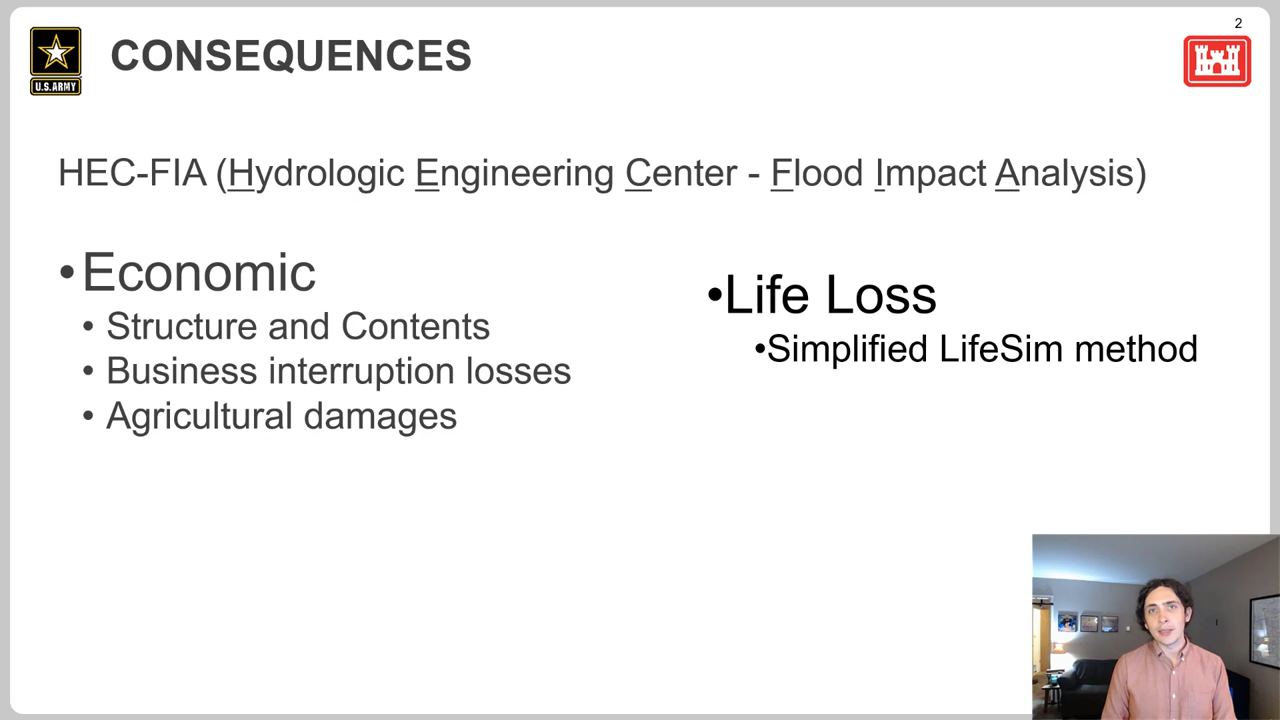 2
CONSEQUENCES
U.S.ARMY
HEC-FIA (Hydrologic Engineering Center - Flood Impact Analysis)
•Economic
• Structure and Contents
• Business interruption losses
• Agricultural damages
•Life Loss
•Simplified LifeSim method